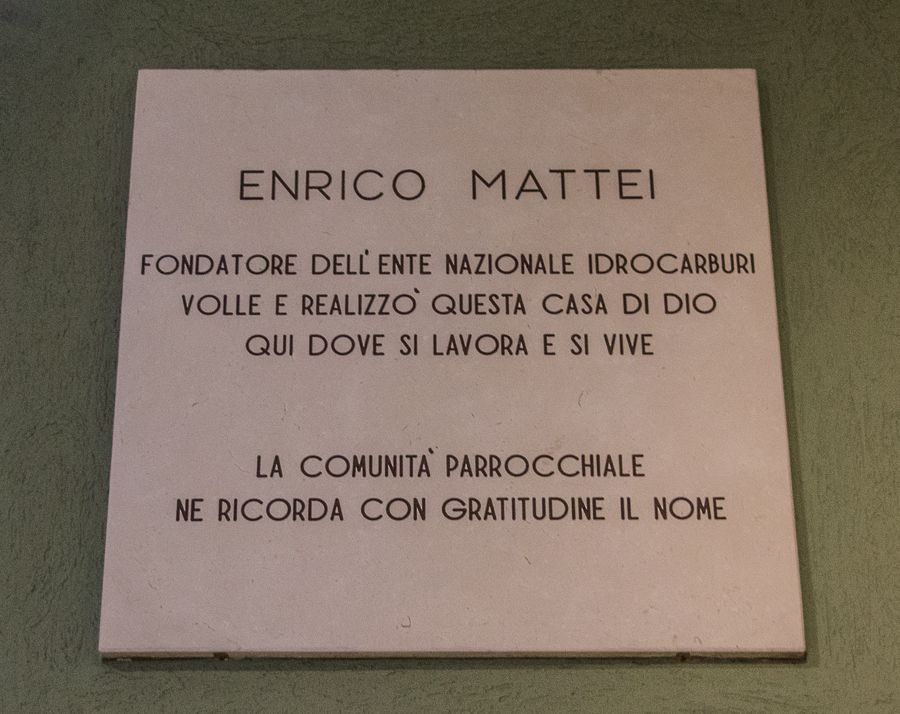 ENRICO MATTEI
FONDATORE DELL'ENTE NAZIONALE IDROCARBURI
VOLLE E REALIZZO' QUESTA CASA DI DIO
QUI DOVE SI LAVORA E SI VIVE
LA COMUNITA' PARROCCHIALE
NE RICORDA CON GRATITUDINE IL NOME